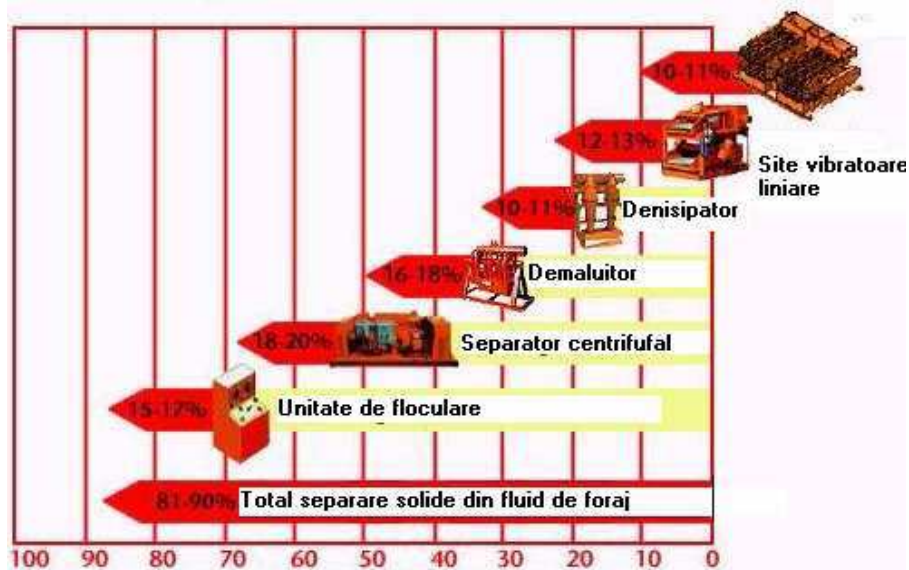 10-11%
12-13%
Site vibratoare
liniare
10-11%
Denisipator
16-18%
Demaluitor
18-20%
Separator centrifufal
15-17%
Unitate de floculare
81-90%
Total separare solide din fluid de foraj
100 90 80 70 60 50 40 30 20 10 0